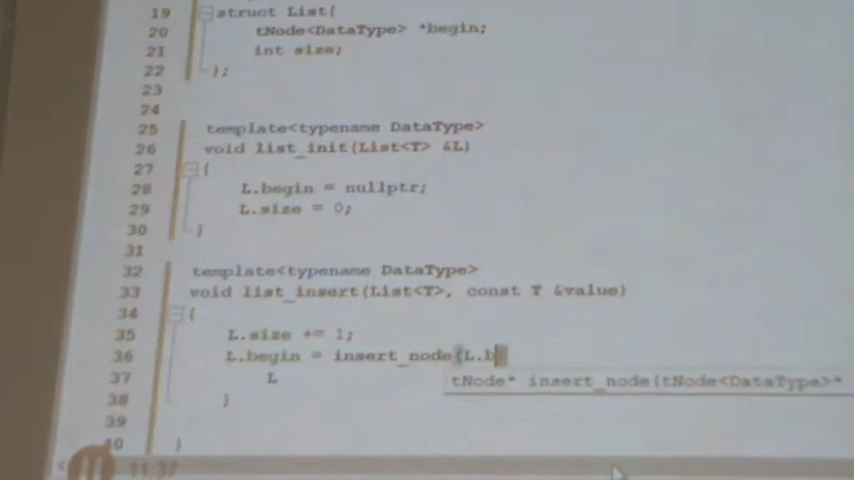 19 struct List{
20 tNode<DataType> *begin;
21 int size;
22 };
23
24
25 template<typename DataType>
26 void list_init(List<T> &L)
27 {
28 L.begin = nullptr;
29 L.size = 0;
30 }
31
32 template<typename DataType>
33 void list_insert(List<T>, const T &value)
34 {
35 L.size += 1;
36 L.begin = insert_node(L.b
37 L
tNode* insert_node(tNode<DataType>*
38 }
39
40 }
11:37